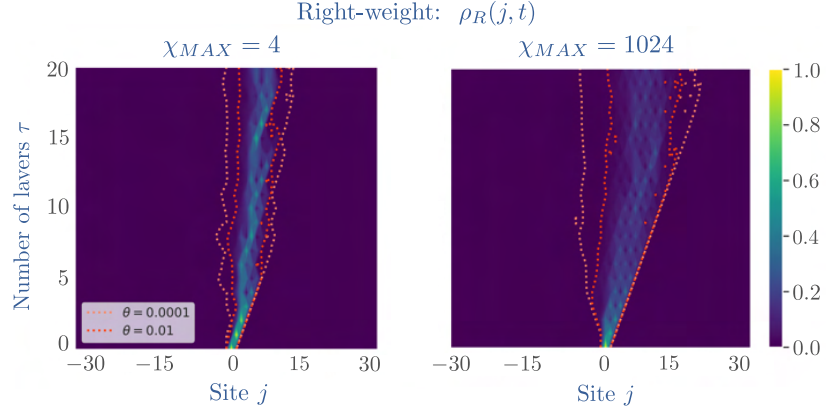 Right-weight: ρ_R(j, t)
χ_MAX = 4
χ_MAX = 1024
Number of layers τ
20
15
10
5
0
θ = 0.0001
θ = 0.01
−30 −15 0 15 30
−30 −15 0 15 30
Site j
Site j
1.0
0.8
0.6
0.4
0.2
0.0